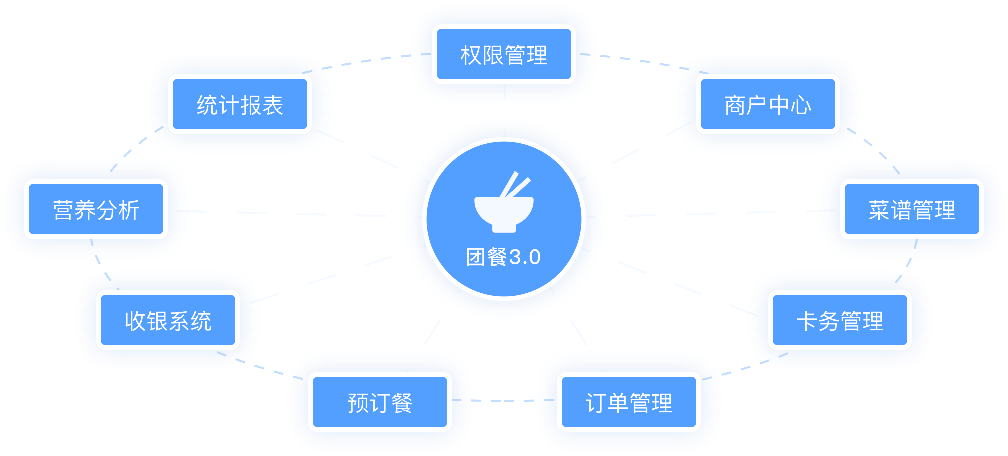 权限管理
统计报表
商户中心
营养分析
菜谱管理
团餐3.0
收银系统
卡务管理
预订餐
订单管理